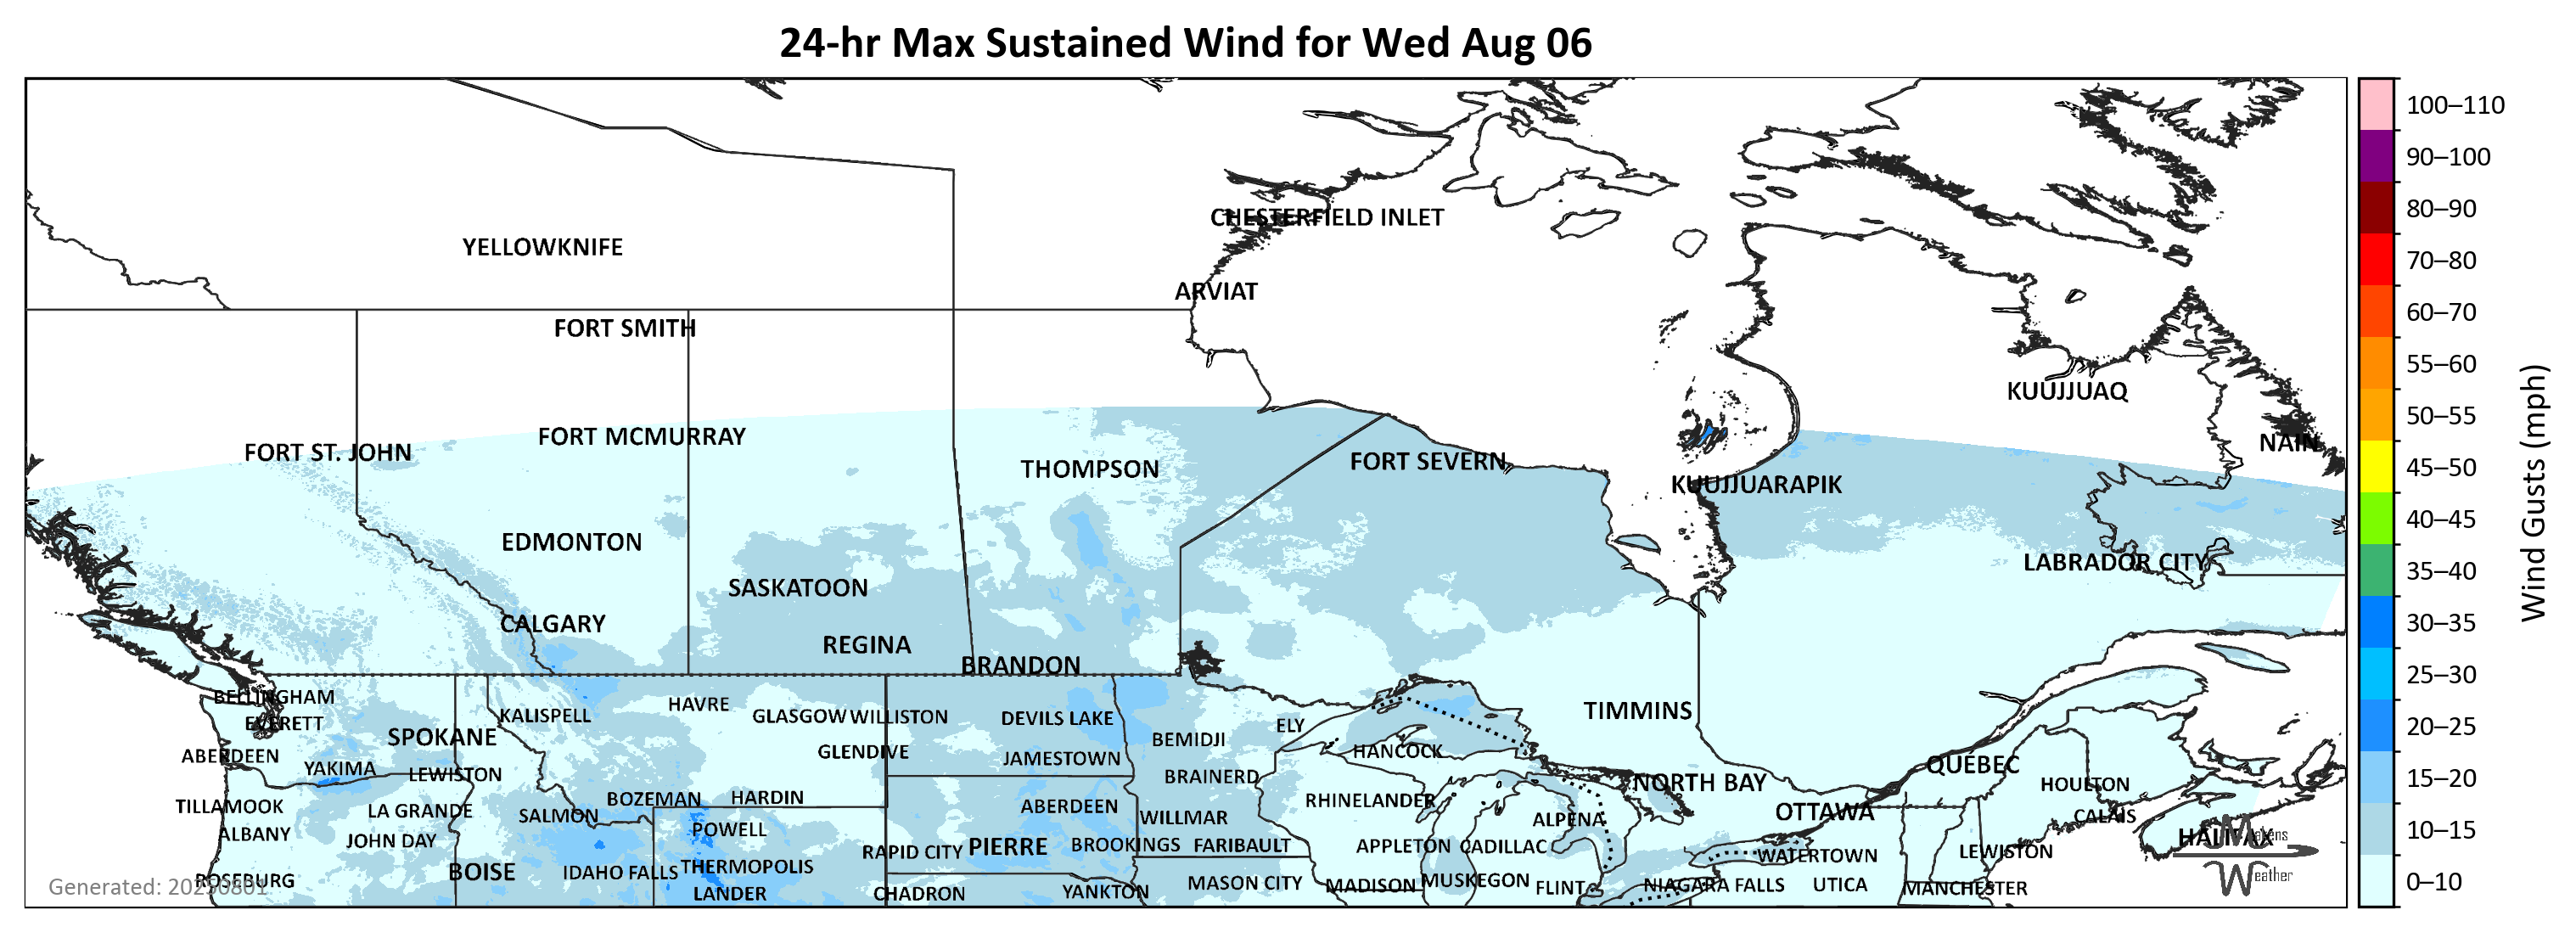 24-hr Max Sustained Wind for Wed Aug 06
100–110
90–100
80–90
70–80
60–70
55–60
50–55
45–50
40–45
35–40
30–35
25–30
20–25
15–20
10–15
0–10
Wind Gusts (mph)
CHESTERFIELD INLET
YELLOWKNIFE
ARVIAT
FORT SMITH
KUUJJUAQ
FORT MCMURRAY
NAIN
FORT ST. JOHN
FORT SEVERN
THOMPSON
KUUJJUARAPIK
EDMONTON
LABRADOR CITY
SASKATOON
CALGARY
REGINA
BRANDON
BELLINGHAM
HAVRE
TIMMINS
KALISPELL
GLASGOW
WILLISTON
DEVILS LAKE
EVERETT
ELY
SPOKANE
BEMIDJI
GLENDIVE
HANCOCK
ABERDEEN
JAMESTOWN
QUÉBEC
YAKIMA
LEWISTON
BRAINERD
NORTH BAY
HOULTON
BOZEMAN
HARDIN
RHINELANDER
TILLAMOOK
LA GRANDE
ABERDEEN
OTTAWA
SALMON
WILLMAR
CALAIS
ALPENA
POWELL
ALBANY
HALIFAX
Makens
JOHN DAY
PIERRE
BROOKINGS
FARIBAULT
APPLETON
CADILLAC
RAPID CITY
WATERTOWN
LEWISTON
THERMOPOLIS
BOISE
IDAHO FALLS
Weather
ROSEBURG
MUSKEGON
MASON CITY
MADISON
FLINT
NIAGARA FALLS
UTICA
MANCHESTER
Generated: 20250801
LANDER
CHADRON
YANKTON